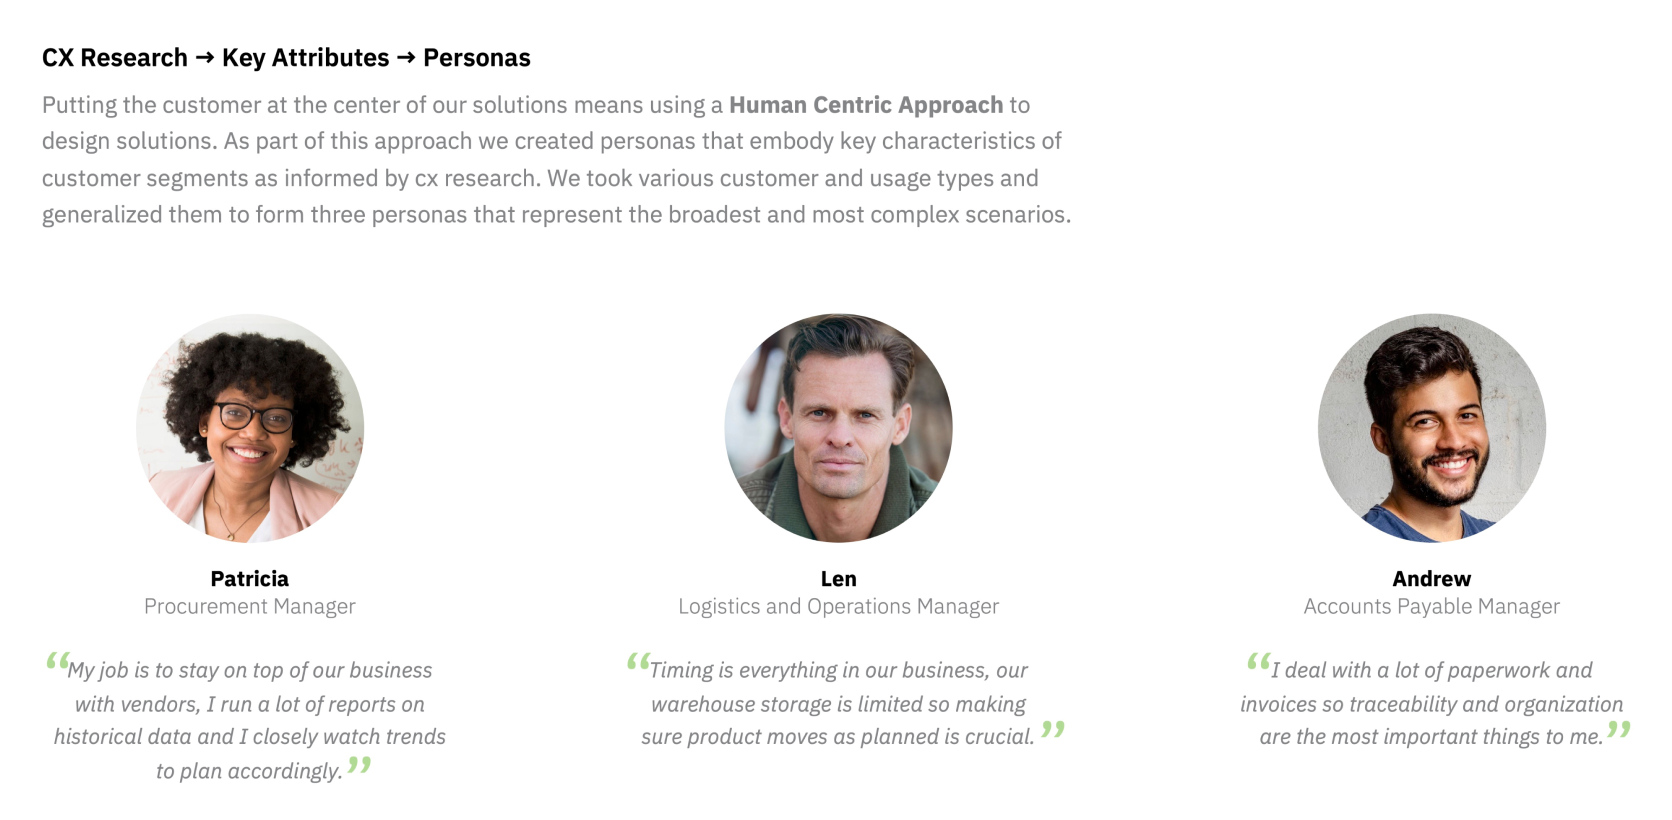 CX Research → Key Attributes → Personas
Putting the customer at the center of our solutions means using a Human Centric Approach to
design solutions. As part of this approach we created personas that embody key characteristics of
customer segments as informed by cx research. We took various customer and usage types and
generalized them to form three personas that represent the broadest and most complex scenarios.
Patricia
Procurement Manager
“My job is to stay on top of our business
with vendors, I run a lot of reports on
historical data and I closely watch trends
to plan accordingly.”
Len
Logistics and Operations Manager
“Timing is everything in our business, our
warehouse storage is limited so making
sure product moves as planned is crucial.”
Andrew
Accounts Payable Manager
“I deal with a lot of paperwork and
invoices so traceability and organization
are the most important things to me.”